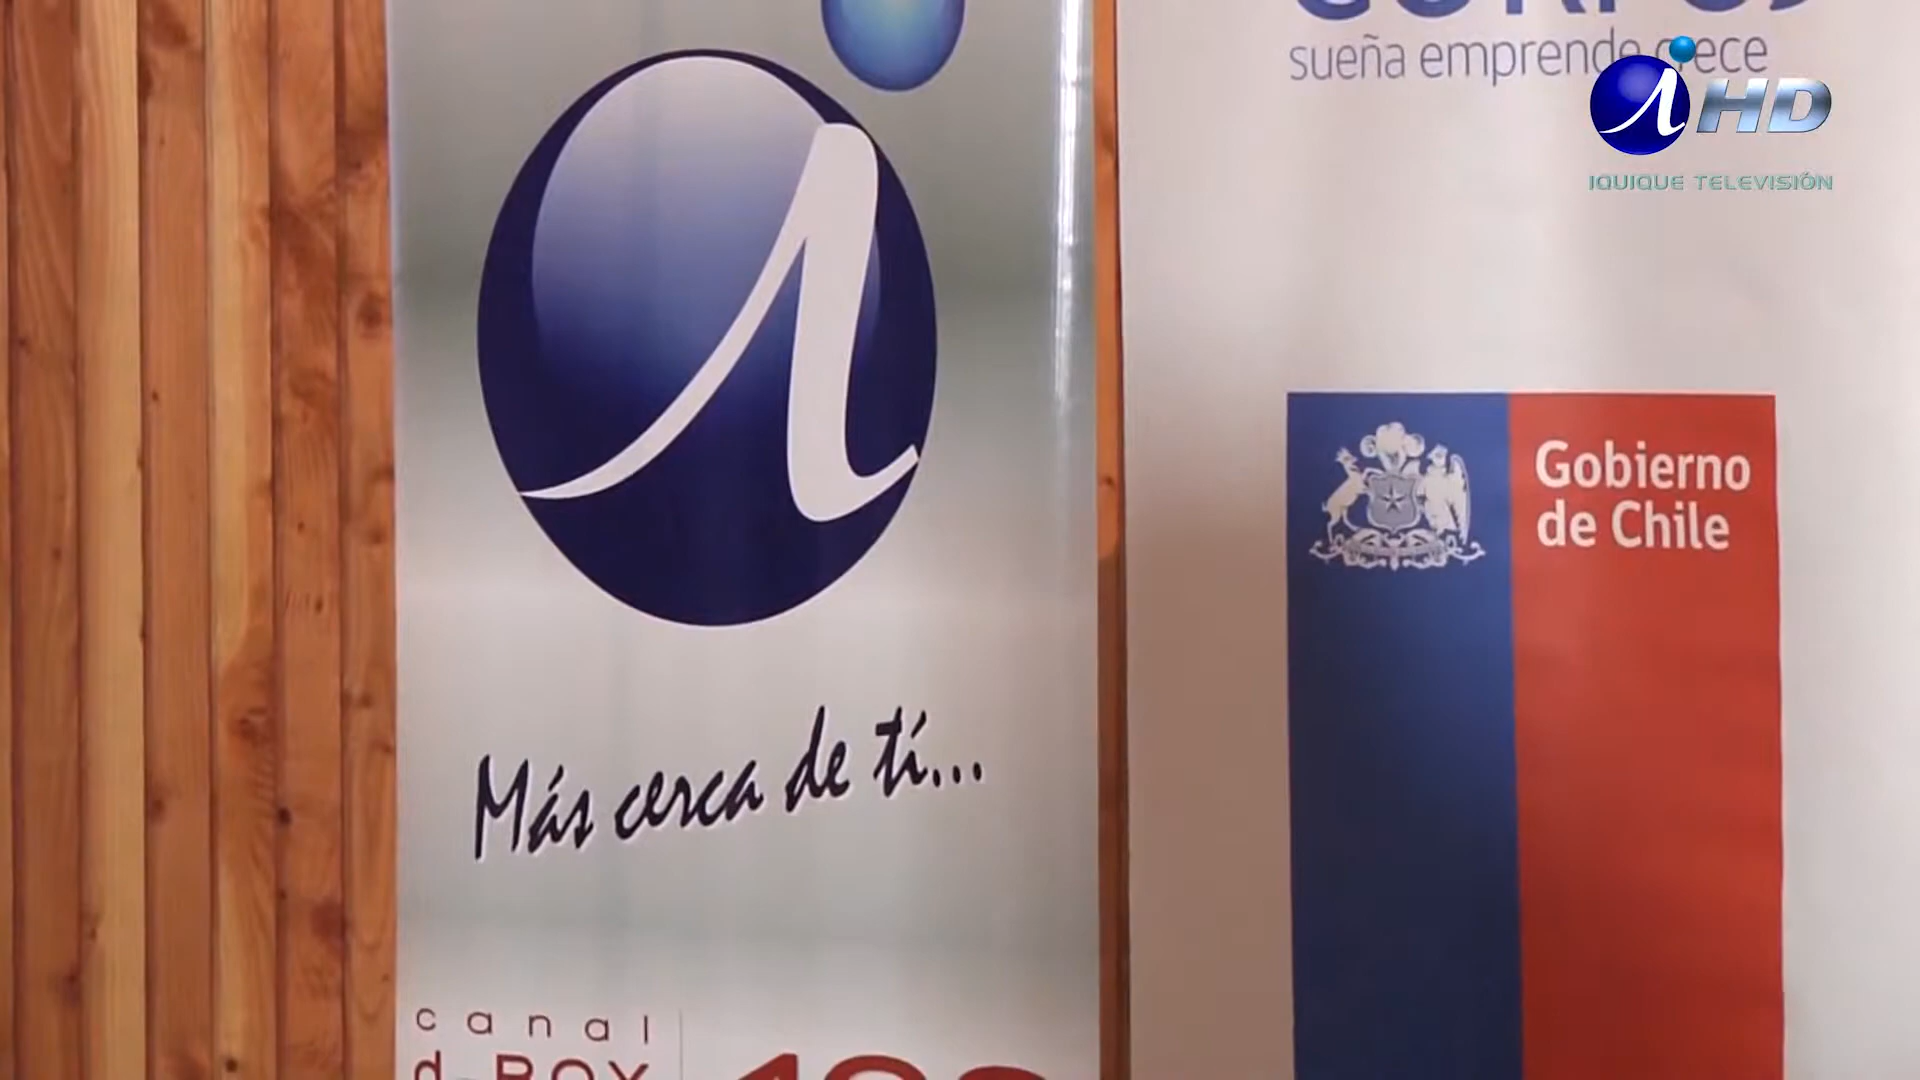 sueña emprende crece
HD
IQUIQUE TELEVISIÓN
Gobierno
de Chile
Más cerca de tí...
canal